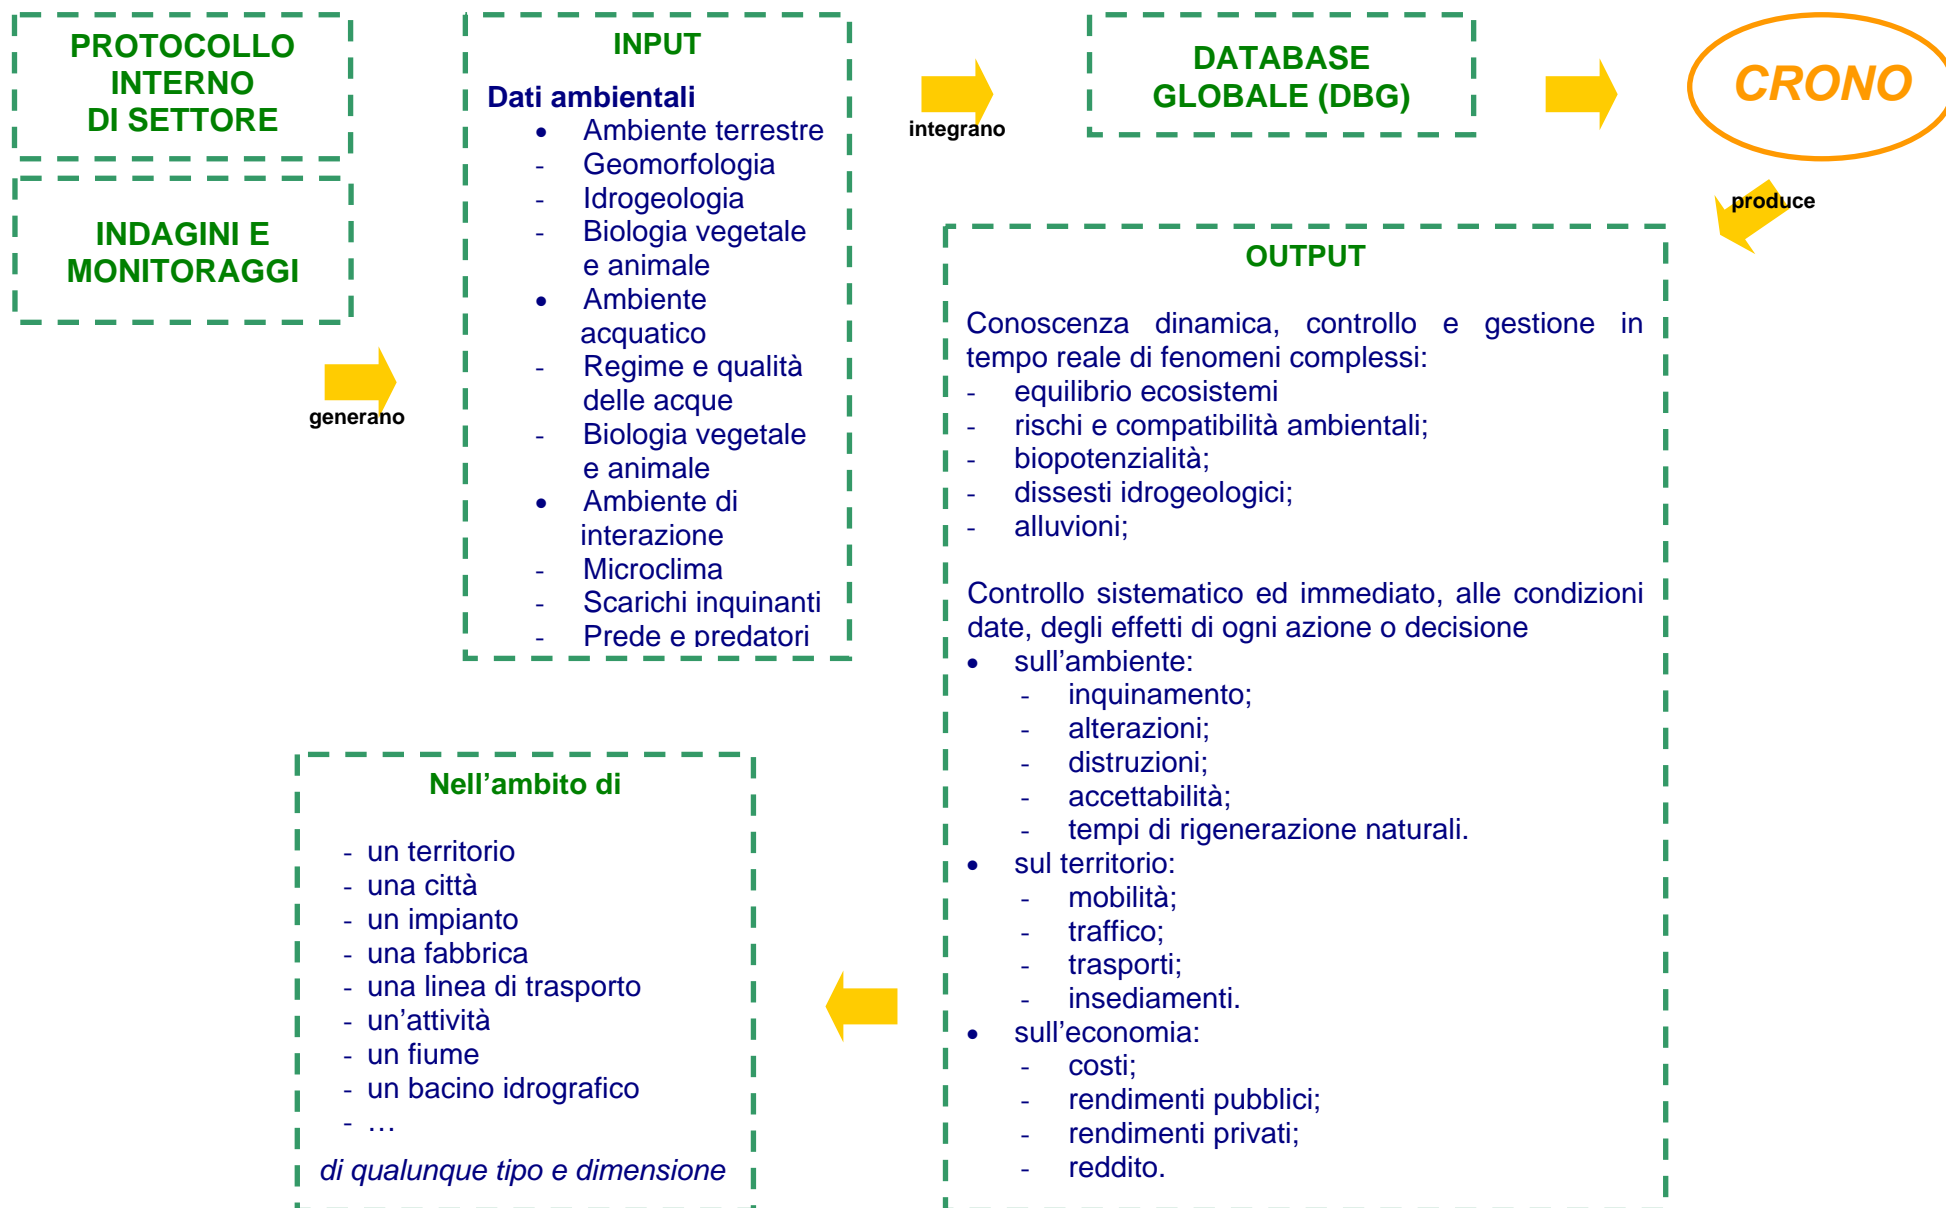 PROTOCOLLO
INTERNO
DI SETTORE
INDAGINI E
MONITORAGGI
generano
INPUT
Dati ambientali
• Ambiente terrestre
- Geomorfologia
- Idrogeologia
- Biologia vegetale
e animale
• Ambiente
acquatico
- Regime e qualità
delle acque
- Biologia vegetale
e animale
• Ambiente di
interazione
- Microclima
- Scarichi inquinanti
- Prede e predatori
integrano
DATABASE
GLOBALE (DBG)
CRONO
produce
OUTPUT
Conoscenza dinamica, controllo e gestione in
tempo reale di fenomeni complessi:
- equilibrio ecosistemi
- rischi e compatibilità ambientali;
- biopotenzialità;
- dissesti idrogeologici;
- alluvioni;
Controllo sistematico ed immediato, alle condizioni
date, degli effetti di ogni azione o decisione
• sull’ambiente:
- inquinamento;
- alterazioni;
- distruzioni;
- accettabilità;
- tempi di rigenerazione naturali.
• sul territorio:
- mobilità;
- traffico;
- trasporti;
- insediamenti.
• sull’economia:
- costi;
- rendimenti pubblici;
- rendimenti privati;
- reddito.
Nell’ambito di
- un territorio
- una città
- un impianto
- una fabbrica
- una linea di trasporto
- un’attività
- un fiume
- un bacino idrografico
- …
di qualunque tipo e dimensione